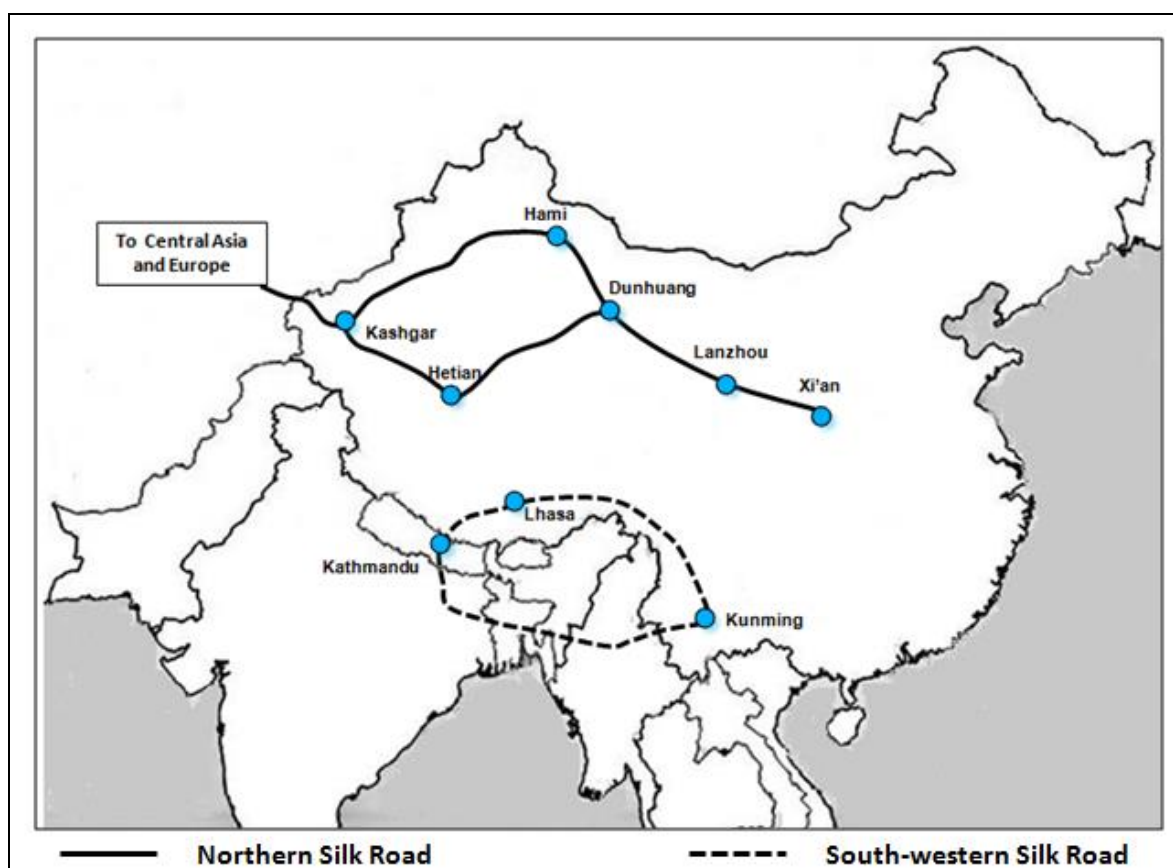 Hami
To Central Asia
and Europe
Dunhuang
Kashgar
Lanzhou
Hetian
Xi'an
Lhasa
Kathmandu
Kunming
Northern Silk Road
South-western Silk Road